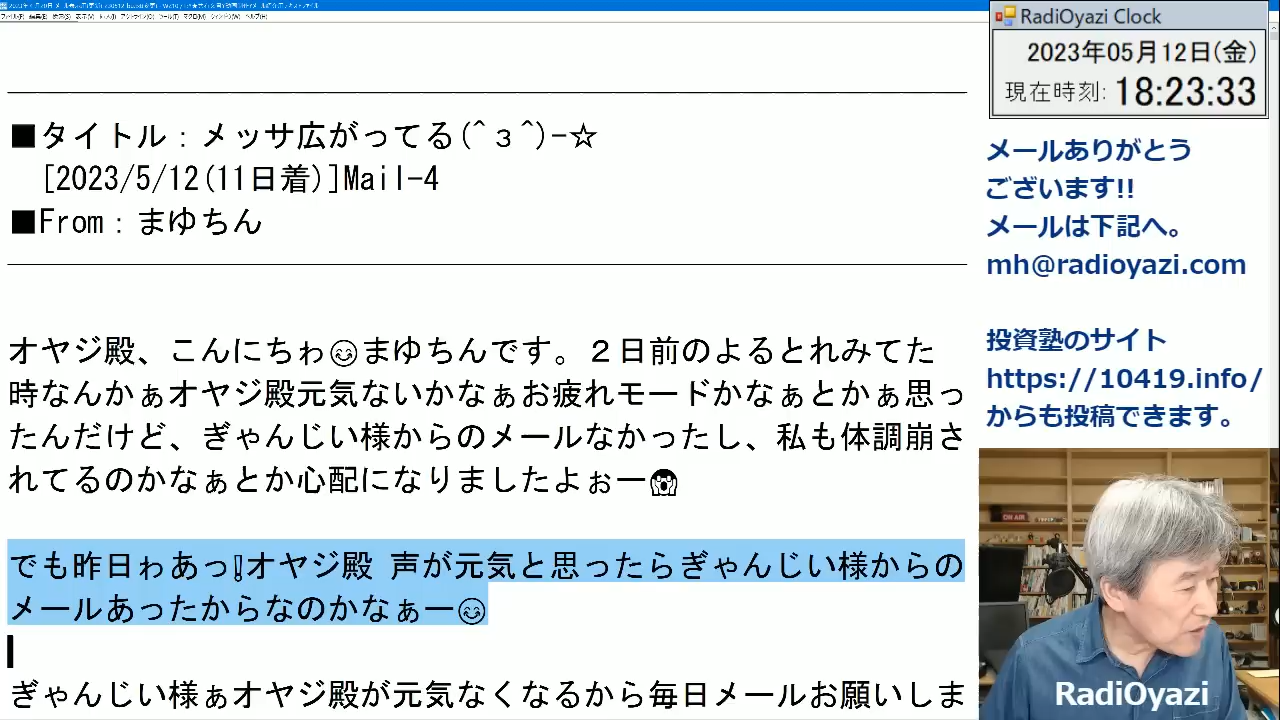 RadiOyazi Clock
2023年05月12日(金)
現在時刻: 18:23:33
■タイトル：メッサ広がってる(^з^)-☆
[2023/5/12(11日着)]Mail-4
■From：まゆちん
オヤジ殿、こんにちゎ😊まゆちんです。２日前のよるとれみてた
時なんかぁオヤジ殿元気ないかなぁお疲れモードかなぁとかぁ思っ
たんだけど、ぎゃんじい様からのメールなかったし、私も体調崩さ
れてるのかなぁとか心配になりましたよぉー😱
でも昨日ゎあっ❕オヤジ殿 声が元気と思ったらぎゃんじい様からの
メールあったからなのかなぁー😊
ぎゃんじい様ぁオヤジ殿が元気なくなるから毎日メールお願いしま
メールありがとう
ございます!!
メールは下記へ。
mh@radioyazi.com
投資塾のサイト
https://10419.info/
からも投稿できます。
ON AIR
RadiOyazi